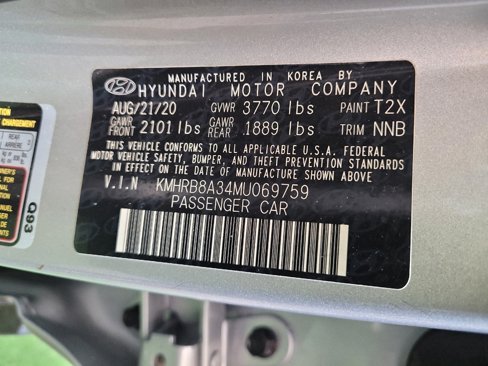 MANUFACTURED IN KOREA BY
HYUNDAI MOTOR COMPANY
AUG/21/20 GVWR 3770 lbs PAINT T2X
GAWR FRONT 2101 lbs GAWR REAR 1889 lbs TRIM NNB
THIS VEHICLE CONFORMS TO ALL APPLICABLE U.S.A. FEDERAL
MOTOR VEHICLE SAFETY, BUMPER, AND THEFT PREVENTION STANDARDS
IN EFFECT ON THE DATE OF MANUFACTURE SHOWN ABOVE.
V.I.N KMHRB8A34MU069759
PASSENGER CAR
CHARGEMENT
ARRIÈRE
Q93